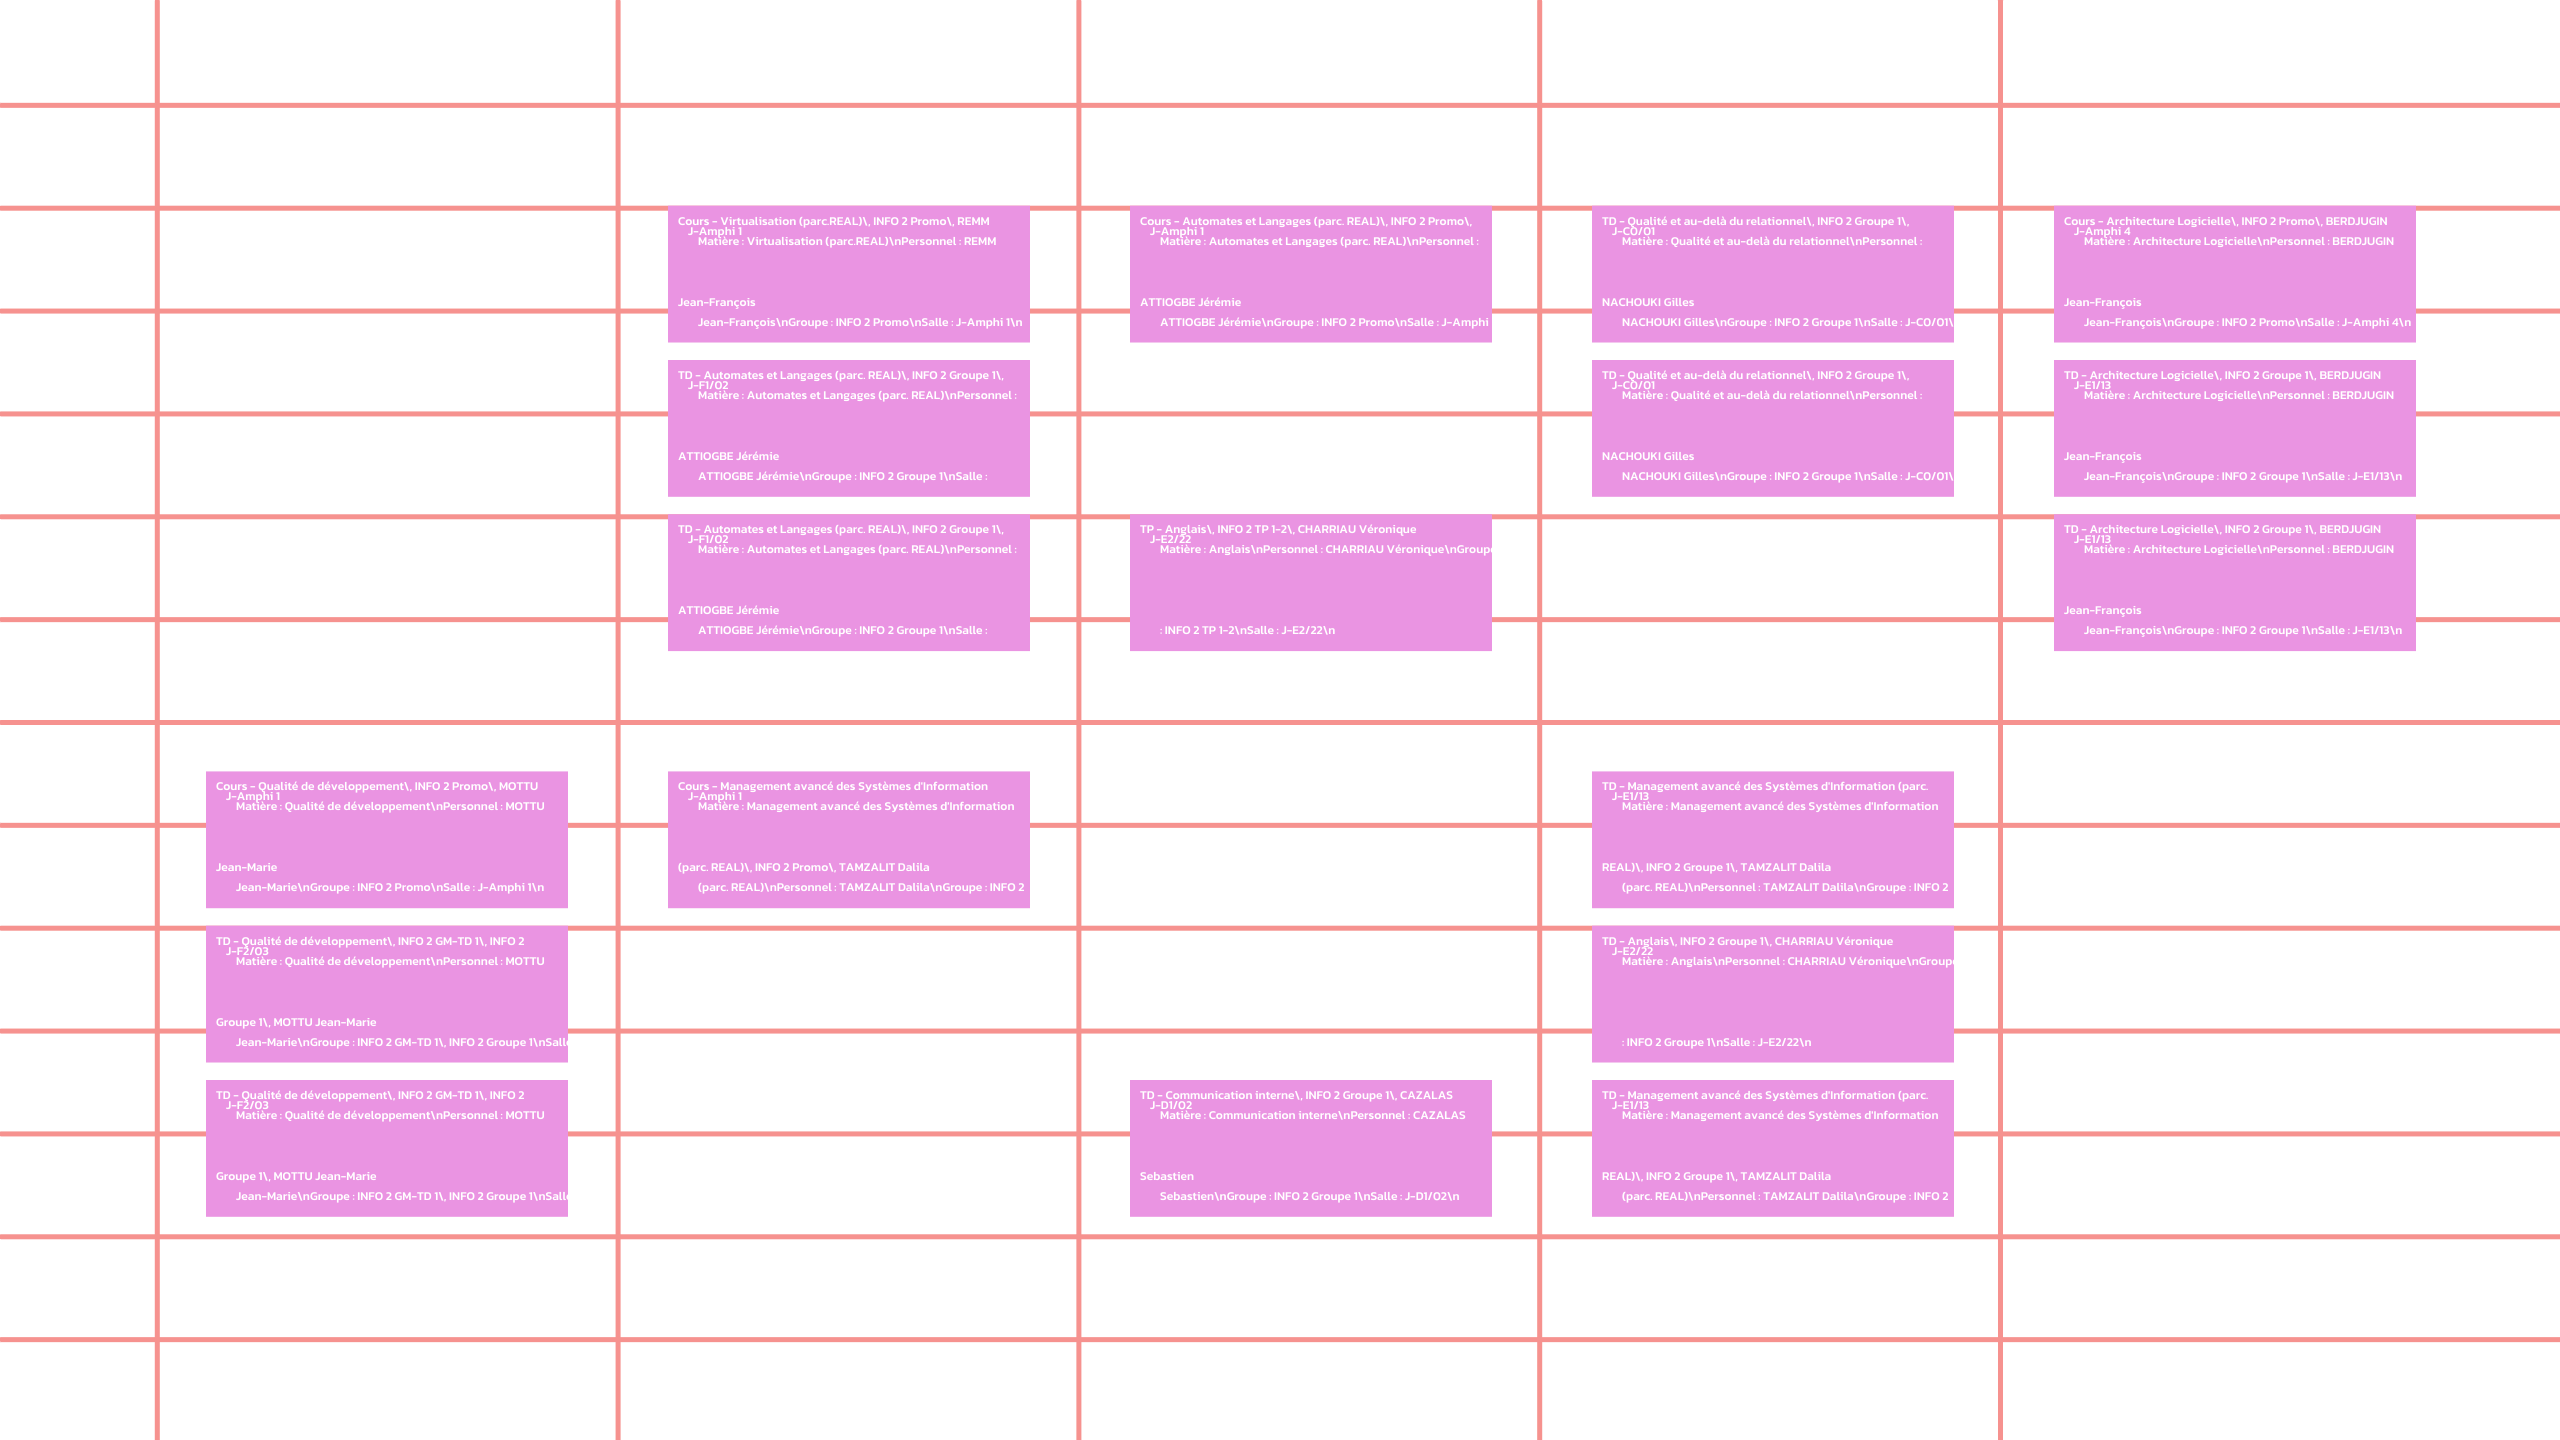 Cours - Qualité de développement\, INFO 2 Promo\, MOTTU
J-Amphi 1
Matière : Qualité de développement\nPersonnel : MOTTU
Jean-Marie
Jean-Marie\nGroupe : INFO 2 Promo\nSalle : J-Amphi 1\n
TD - Qualité de développement\, INFO 2 GM-TD 1\, INFO 2
J-F2/03
Matière : Qualité de développement\nPersonnel : MOTTU
Groupe 1\, MOTTU Jean-Marie
Jean-Marie\nGroupe : INFO 2 GM-TD 1\, INFO 2 Groupe 1\nSalle
TD - Qualité de développement\, INFO 2 GM-TD 1\, INFO 2
J-F2/03
Matière : Qualité de développement\nPersonnel : MOTTU
Groupe 1\, MOTTU Jean-Marie
Jean-Marie\nGroupe : INFO 2 GM-TD 1\, INFO 2 Groupe 1\nSalle
Cours - Virtualisation (parc.REAL)\, INFO 2 Promo\, REMM
J-Amphi 1
Matière : Virtualisation (parc.REAL)\nPersonnel : REMM
Jean-François
Jean-François\nGroupe : INFO 2 Promo\nSalle : J-Amphi 1\n
TD - Automates et Langages (parc. REAL)\, INFO 2 Groupe 1\,
J-F1/02
Matière : Automates et Langages (parc. REAL)\nPersonnel :
ATTIOGBE Jérémie
ATTIOGBE Jérémie\nGroupe : INFO 2 Groupe 1\nSalle :
TD - Automates et Langages (parc. REAL)\, INFO 2 Groupe 1\,
J-F1/02
Matière : Automates et Langages (parc. REAL)\nPersonnel :
ATTIOGBE Jérémie
ATTIOGBE Jérémie\nGroupe : INFO 2 Groupe 1\nSalle :
Cours - Management avancé des Systèmes d'Information
J-Amphi 1
Matière : Management avancé des Systèmes d'Information
(parc. REAL)\, INFO 2 Promo\, TAMZALIT Dalila
(parc. REAL)\nPersonnel : TAMZALIT Dalila\nGroupe : INFO 2
Cours - Automates et Langages (parc. REAL)\, INFO 2 Promo\,
J-Amphi 1
Matière : Automates et Langages (parc. REAL)\nPersonnel :
ATTIOGBE Jérémie
ATTIOGBE Jérémie\nGroupe : INFO 2 Promo\nSalle : J-Amphi
TP - Anglais\, INFO 2 TP 1-2\, CHARRIAU Véronique
J-E2/22
Matière : Anglais\nPersonnel : CHARRIAU Véronique\nGroupe
: INFO 2 TP 1-2\nSalle : J-E2/22\n
TD - Communication interne\, INFO 2 Groupe 1\, CAZALAS
J-D1/02
Matière : Communication interne\nPersonnel : CAZALAS
Sebastien
Sebastien\nGroupe : INFO 2 Groupe 1\nSalle : J-D1/02\n
TD - Qualité et au-delà du relationnel\, INFO 2 Groupe 1\,
J-C0/01
Matière : Qualité et au-delà du relationnel\nPersonnel :
NACHOUKI Gilles
NACHOUKI Gilles\nGroupe : INFO 2 Groupe 1\nSalle : J-C0/01\
TD - Qualité et au-delà du relationnel\, INFO 2 Groupe 1\,
J-C0/01
Matière : Qualité et au-delà du relationnel\nPersonnel :
NACHOUKI Gilles
NACHOUKI Gilles\nGroupe : INFO 2 Groupe 1\nSalle : J-C0/01\
TD - Management avancé des Systèmes d'Information (parc.
J-E1/13
Matière : Management avancé des Systèmes d'Information
REAL)\, INFO 2 Groupe 1\, TAMZALIT Dalila
(parc. REAL)\nPersonnel : TAMZALIT Dalila\nGroupe : INFO 2
TD - Anglais\, INFO 2 Groupe 1\, CHARRIAU Véronique
J-E2/22
Matière : Anglais\nPersonnel : CHARRIAU Véronique\nGroupe
: INFO 2 Groupe 1\nSalle : J-E2/22\n
TD - Management avancé des Systèmes d'Information (parc.
J-E1/13
Matière : Management avancé des Systèmes d'Information
REAL)\, INFO 2 Groupe 1\, TAMZALIT Dalila
(parc. REAL)\nPersonnel : TAMZALIT Dalila\nGroupe : INFO 2
Cours - Architecture Logicielle\, INFO 2 Promo\, BERDJUGIN
J-Amphi 4
Matière : Architecture Logicielle\nPersonnel : BERDJUGIN
Jean-François
Jean-François\nGroupe : INFO 2 Promo\nSalle : J-Amphi 4\n
TD - Architecture Logicielle\, INFO 2 Groupe 1\, BERDJUGIN
J-E1/13
Matière : Architecture Logicielle\nPersonnel : BERDJUGIN
Jean-François
Jean-François\nGroupe : INFO 2 Groupe 1\nSalle : J-E1/13\n
TD - Architecture Logicielle\, INFO 2 Groupe 1\, BERDJUGIN
J-E1/13
Matière : Architecture Logicielle\nPersonnel : BERDJUGIN
Jean-François
Jean-François\nGroupe : INFO 2 Groupe 1\nSalle : J-E1/13\n